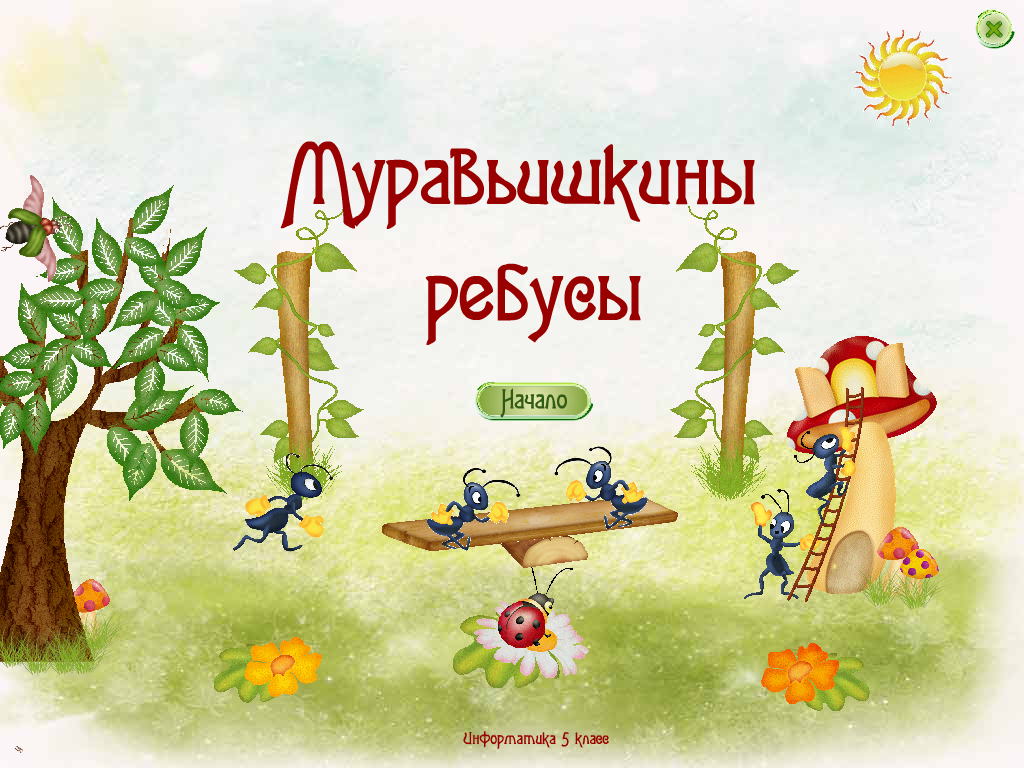 Муравьишкины
ребусы
Начало
Информатика 5 класс